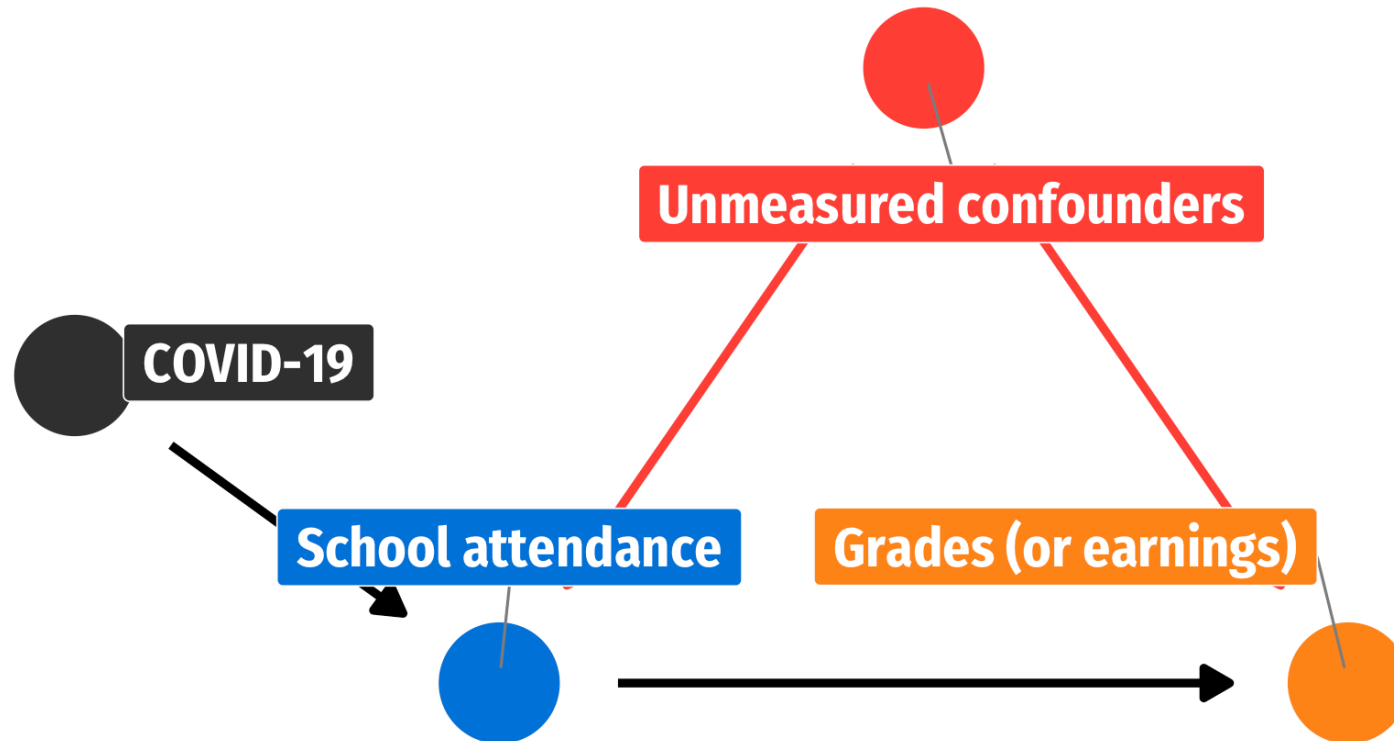 Unmeasured confounders
COVID-19
School attendance
Grades (or earnings)